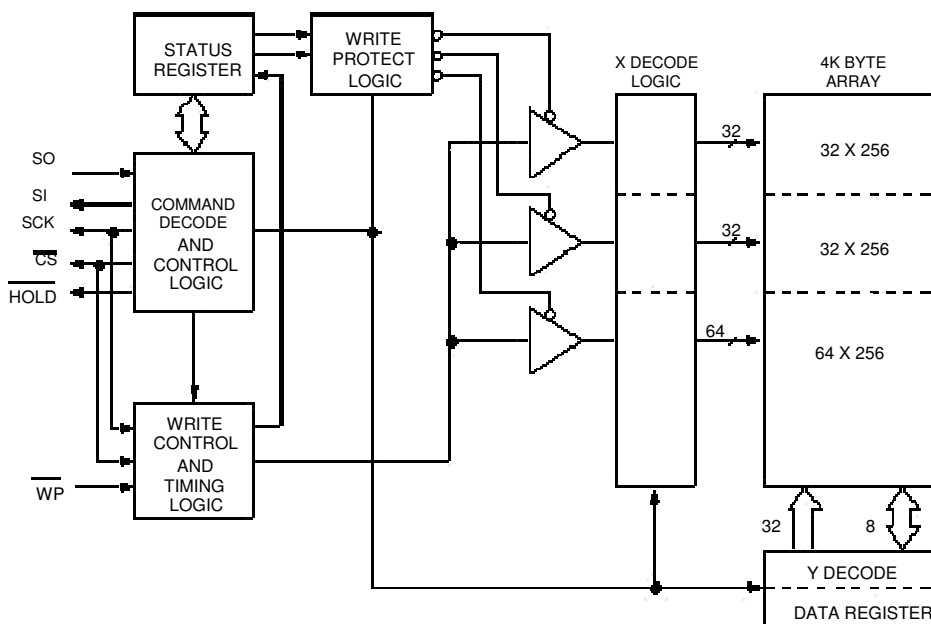 STATUS
REGISTER
WRITE
PROTECT
LOGIC
X DECODE
LOGIC
4K BYTE
ARRAY
SO
SI
SCK
CS
HOLD
COMMAND
DECODE
AND
CONTROL
LOGIC
32
32 X 256
32
32 X 256
64
64 X 256
WRITE
CONTROL
AND
TIMING
LOGIC
WP
32
8
Y DECODE
DATA REGISTER